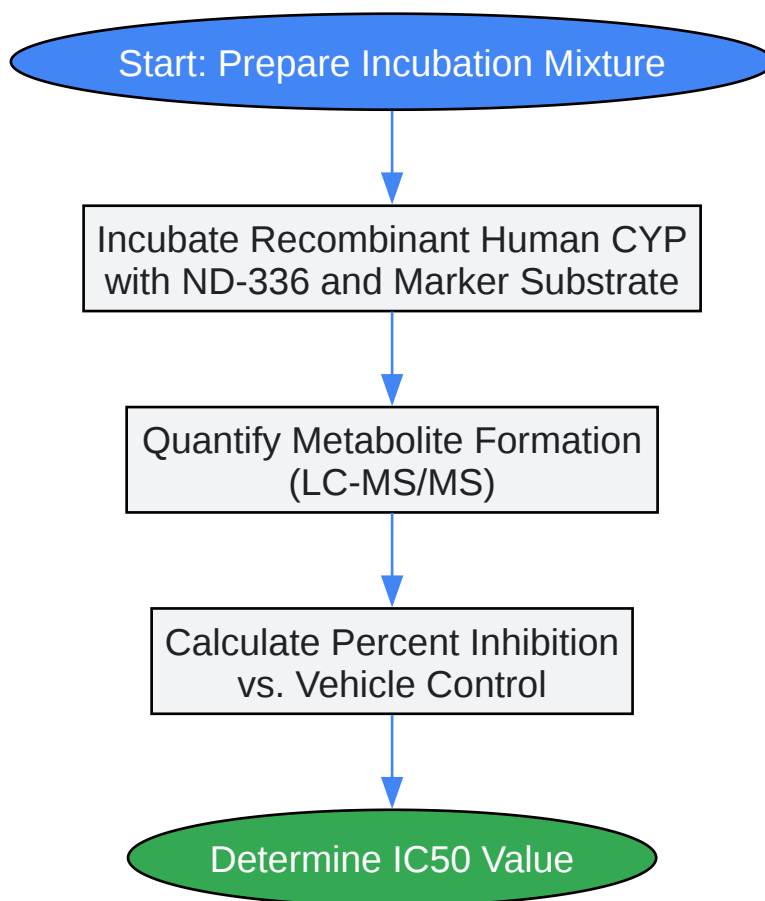 Start: Prepare Incubation Mixture
Incubate Recombinant Human CYP
with ND-336 and Marker Substrate
Quantify Metabolite Formation
(LC-MS/MS)
Calculate Percent Inhibition
vs. Vehicle Control
Determine IC50 Value